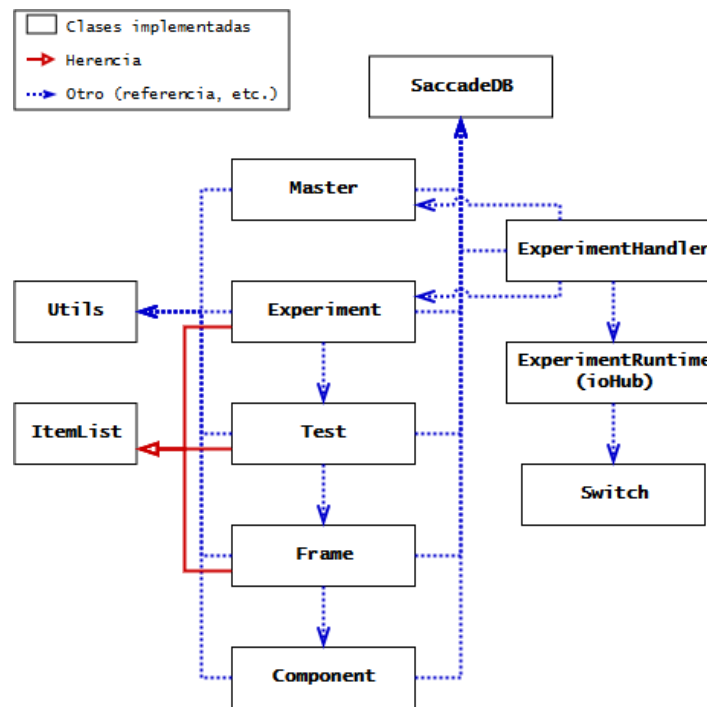 Clases implementadas
Herencia
Otro (referencia, etc.)
SaccadeDB
Master
ExperimentHandler
Utils
Experiment
ExperimentRuntime
(ioHub)
ItemList
Test
Switch
Frame
Component